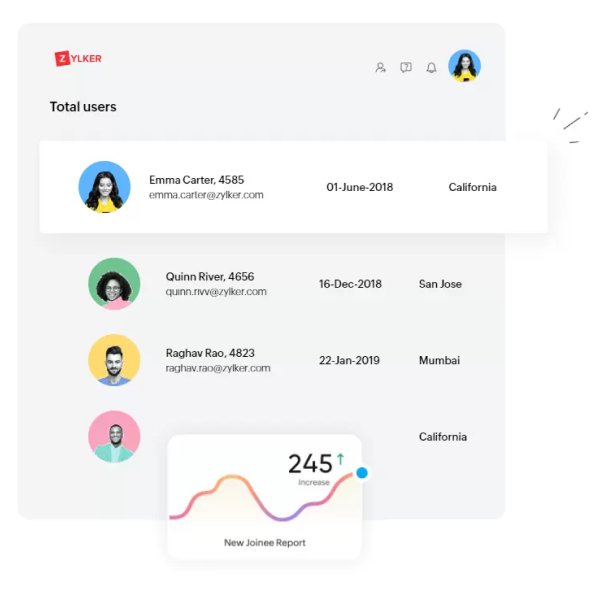 ZYLKER
Total users
Emma Carter, 4585
emma.carter@zylker.com
01-June-2018
California
Quinn River, 4656
quinn.rivv@zylker.com
16-Dec-2018
San Jose
Raghav Rao, 4823
raghav.rao@zylker.com
22-Jan-2019
Mumbai
California
245↑
Increase
New Joinee Report